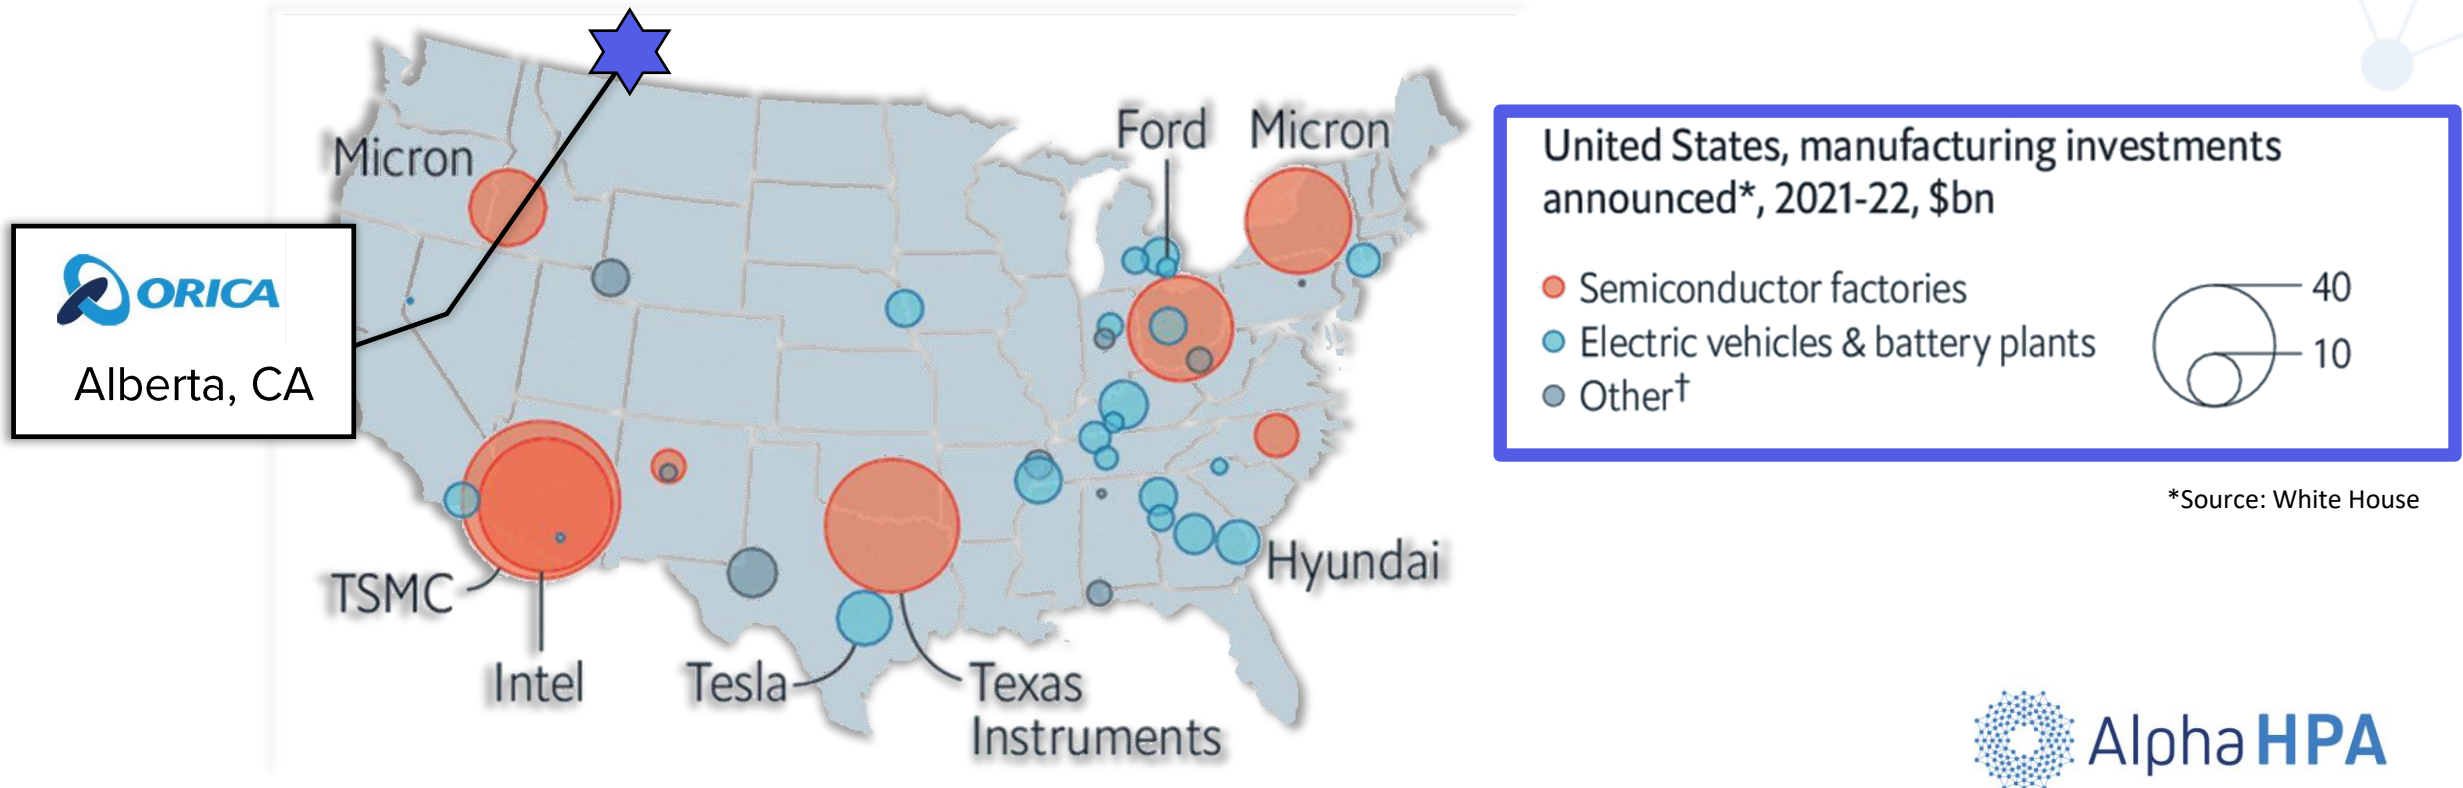 Ford Micron
Micron
ORICA
Alberta, CA
TSMC
Intel
Tesla
Texas
Instruments
Hyundai
United States, manufacturing investments
announced*, 2021-22, $bn
Semiconductor factories
Electric vehicles & battery plants
Other†
40
10
*Source: White House
AlphaHPA